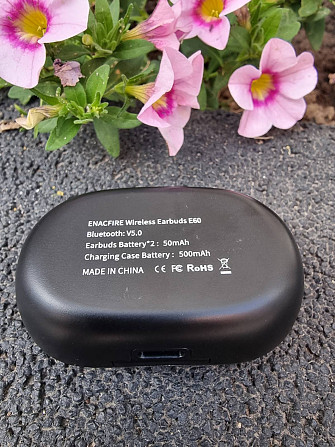 ENACFIRE Wireless Earbuds E60
Bluetooth: V5.0
Earbuds Battery*2 : 50mAh
Charging Case Battery : 500mAh
MADE IN CHINA CE FC RoHS